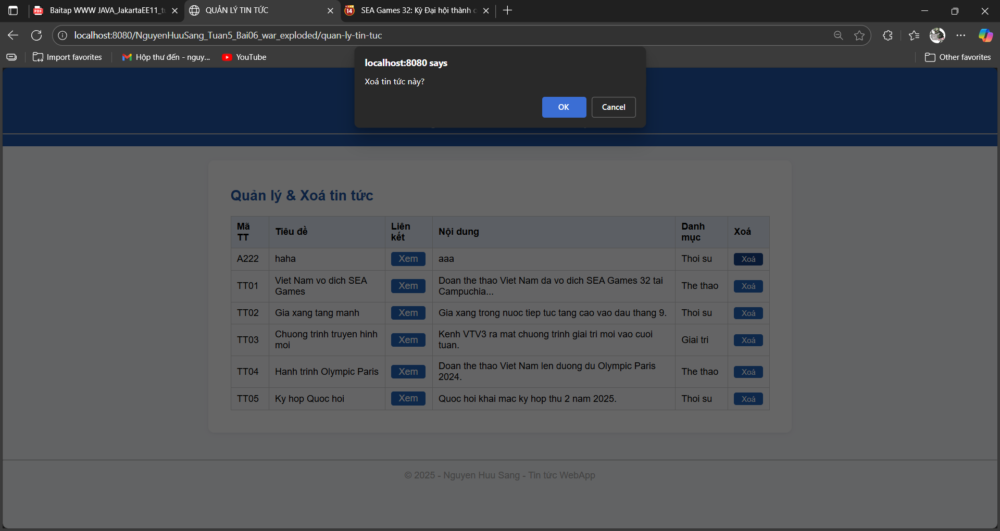 Baitap WWW JAVA_JakartaEE11_t
QUẢN LÝ TIN TỨC
SEA Games 32: Kỳ Đại hội thành
localhost:8080/NguyenHuuSang_Tuan5_Bai06_war_exploded/quan-ly-tin-tuc
Import favorites
Hộp thư đến - nguy...
YouTube
Other favorites
localhost:8080 says
Xoá tin tức này?
OK
Cancel
Quản lý & Xoá tin tức
Mã TT
Tiêu đề
Liên kết
Nội dung
Danh mục
Xoá
A222
haha
Xem
aaa
Thoi su
Xoá
TT01
Viet Nam vo dich SEA
Games
Xem
Doan the thao Viet Nam da vo dich SEA Games 32 tai
Campuchia...
The thao
Xoá
TT02
Gia xang tang manh
Xem
Gia xang trong nuoc tiep tuc tang cao vao dau thang 9.
Thoi su
Xoá
TT03
Chuong trinh truyen hinh
moi
Xem
Kenh VTV3 ra mat chuong trinh giai tri moi vao cuoi
tuan.
Giai tri
Xoá
TT04
Hanh trinh Olympic Paris
Xem
Doan the thao Viet Nam len duong du Olympic Paris
2024.
The thao
Xoá
TT05
Ky hop Quoc hoi
Xem
Quoc hoi khai mac ky hop thu 2 nam 2025.
Thoi su
Xoá
© 2025 - Nguyen Huu Sang - Tin tức WebApp